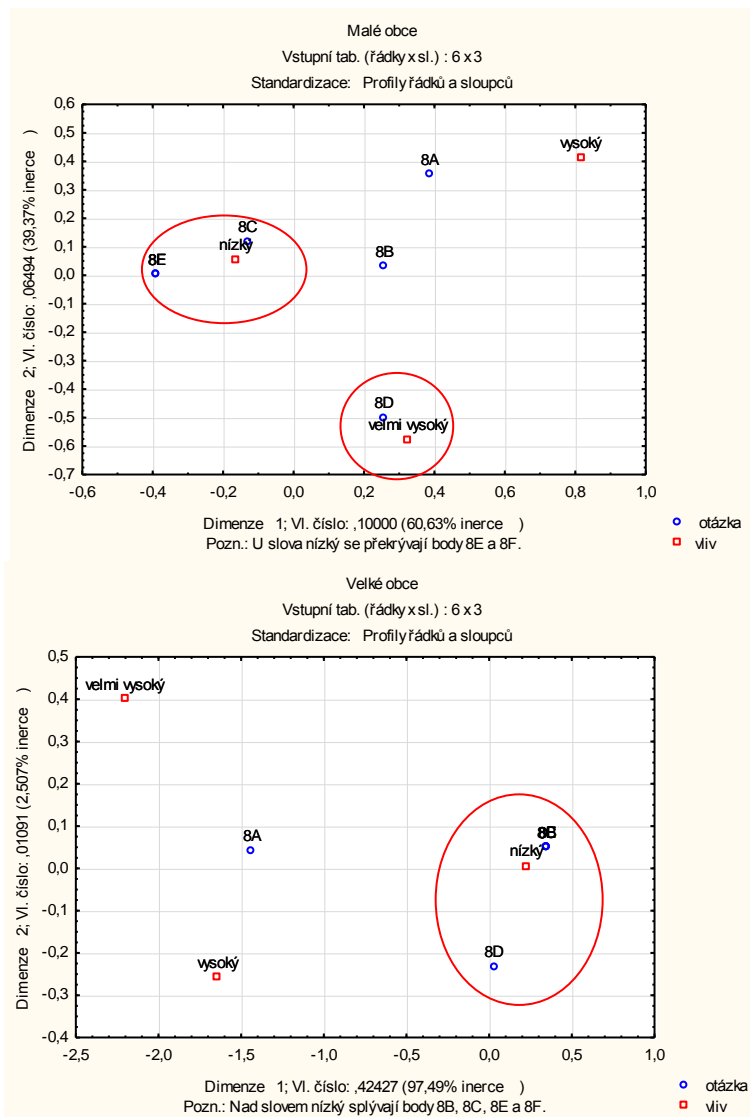 Malé obce
Vstupní tab. (řádky x sl.) : 6 x 3
Standardizace: Profily řádků a sloupců
0,6
0,5
0,4
0,3
0,2
0,1
0,0
-0,1
-0,2
-0,3
-0,4
-0,5
-0,6
-0,7
Dimenze 2; Vl. číslo: ,06494 (39,37% inerce )
vysoký
8A
8C
nízký
8B
8E
8D
velmi vysoký
-0,6 -0,4 -0,2 0,0 0,2 0,4 0,6 0,8 1,0
Dimenze 1; Vl. číslo: ,10000 (60,63% inerce )
Pozn.: U slova nízký se překrývají body 8E a 8F.
otázka
vliv
Velké obce
Vstupní tab. (řádky x sl.) : 6 x 3
Standardizace: Profily řádků a sloupců
0,5
0,4
0,3
0,2
0,1
0,0
-0,1
-0,2
-0,3
-0,4
Dimenze 2; Vl. číslo: ,01091 (2,507% inerce )
velmi vysoký
8A
nízký
8D
vysoký
-2,5 -2,0 -1,5 -1,0 -0,5 0,0 0,5 1,0
Dimenze 1; Vl. číslo: ,42427 (97,49% inerce )
Pozn.: Nad slovem nízký splývají body 8B, 8C, 8E a 8F.
otázka
vliv